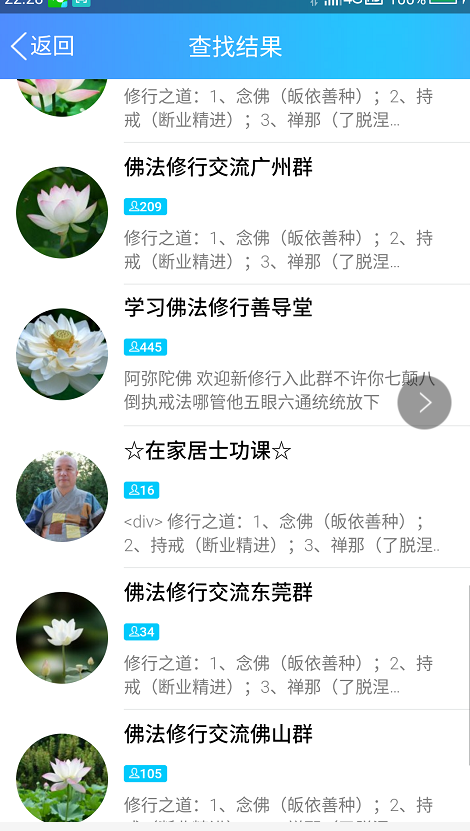 返回
查找结果
修行之道：1、念佛（皈依善种）；2、持
戒（断业精进）；3、禅那（了脱涅...
佛法修行交流广州群
209
修行之道：1、念佛（皈依善种）；2、持
戒（断业精进）；3、禅那（了脱涅...
学习佛法修行善导堂
445
阿弥陀佛 欢迎新修行入此群不许你七颠八
倒执戒法哪管他五眼六通统统放下
☆在家居士功课☆
16
<div> 修行之道：1、念佛（皈依善种）；
2、持戒（断业精进）；3、禅那（了脱涅..
佛法修行交流东莞群
34
修行之道：1、念佛（皈依善种）；2、持
戒（断业精进）；3、禅那（了脱涅...
佛法修行交流佛山群
105
修行之道：1、念佛（皈依善种）；2、持